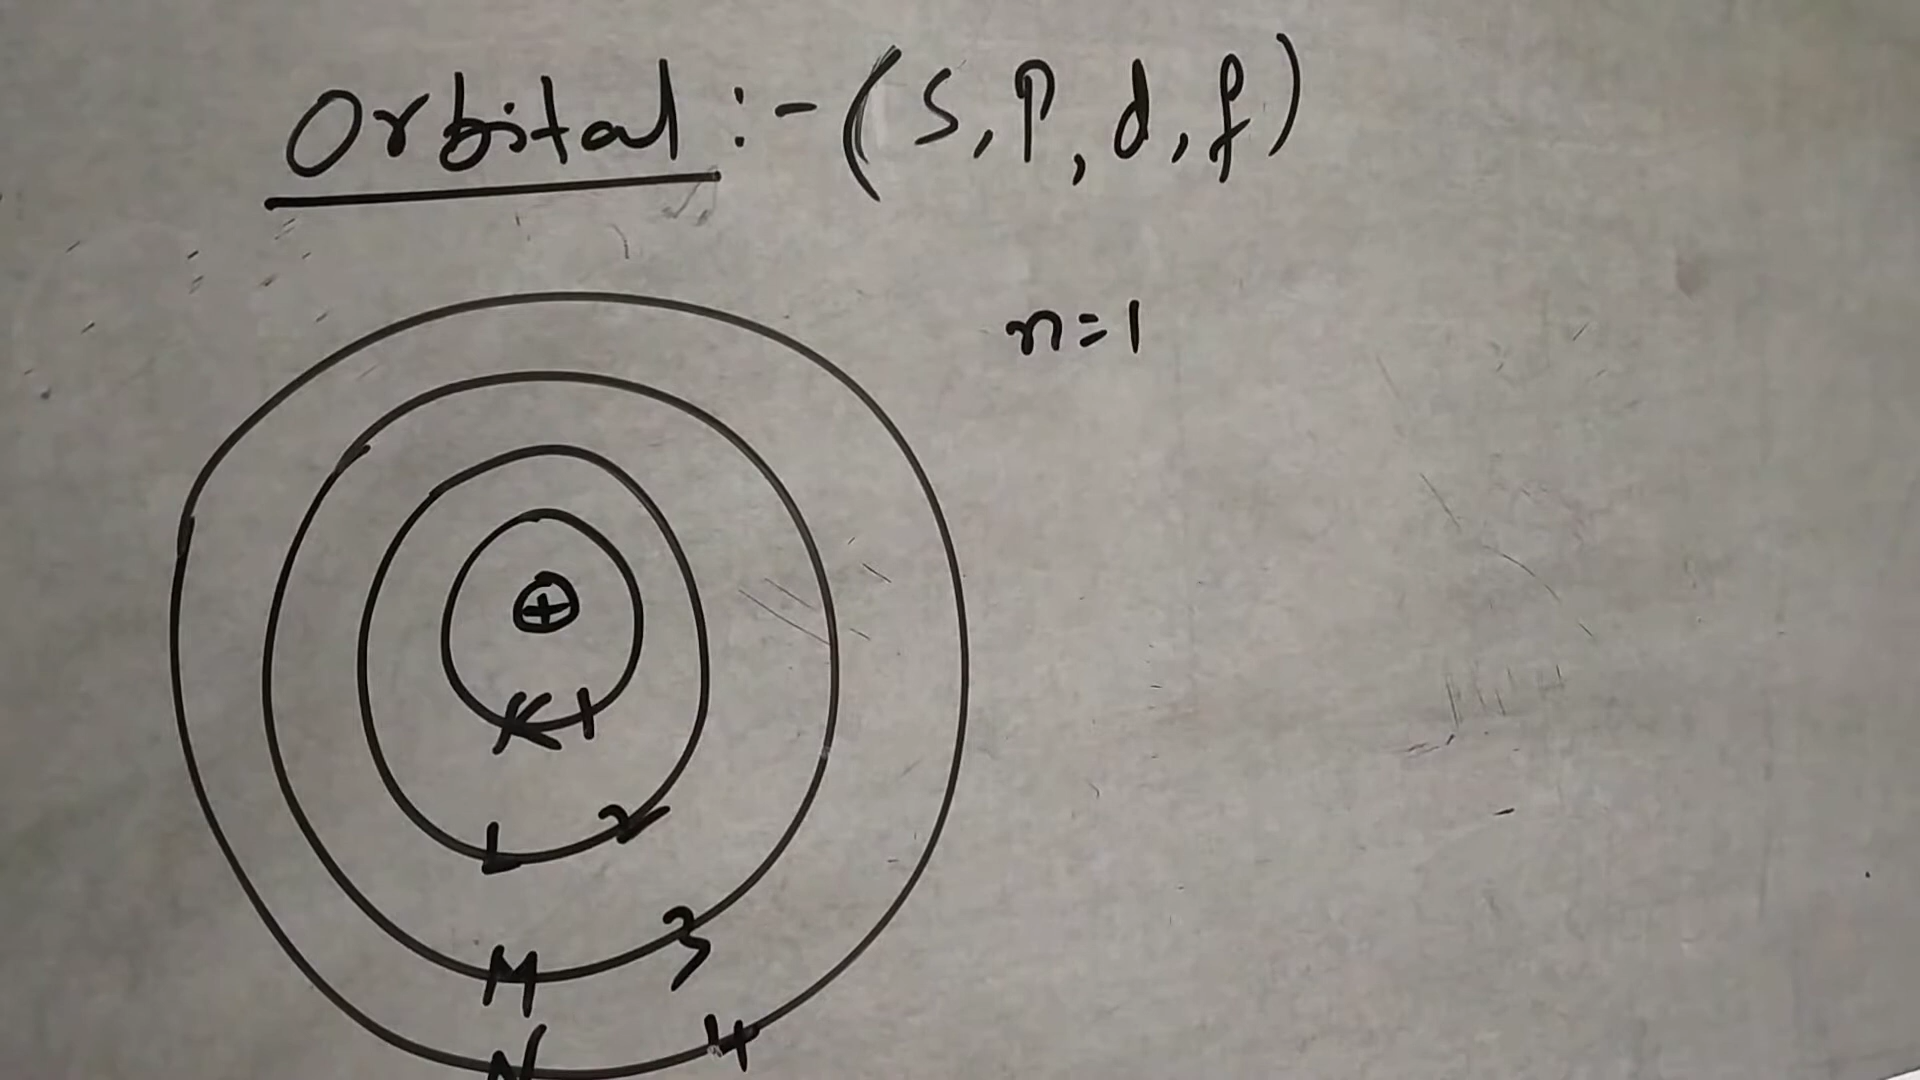 Orbital :- (s, p, d, f)
n=1
+
K 1
L 2
M 3
N 4